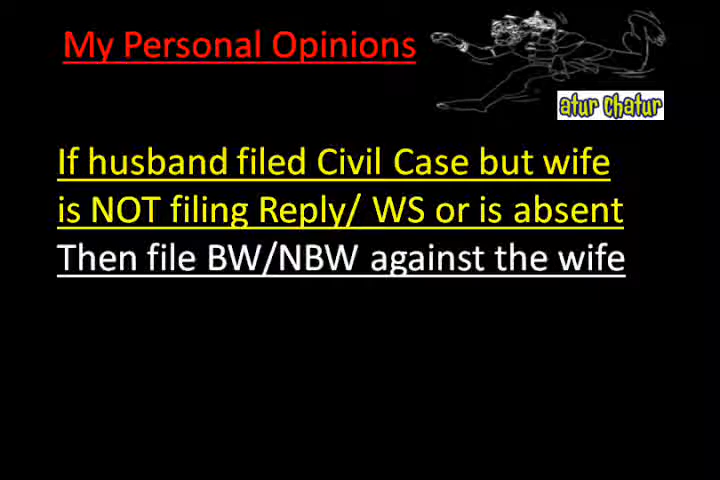 My Personal Opinions
atur chatur
If husband filed Civil Case but wife
is NOT filing Reply/ WS or is absent
Then file BW/NBW against the wife